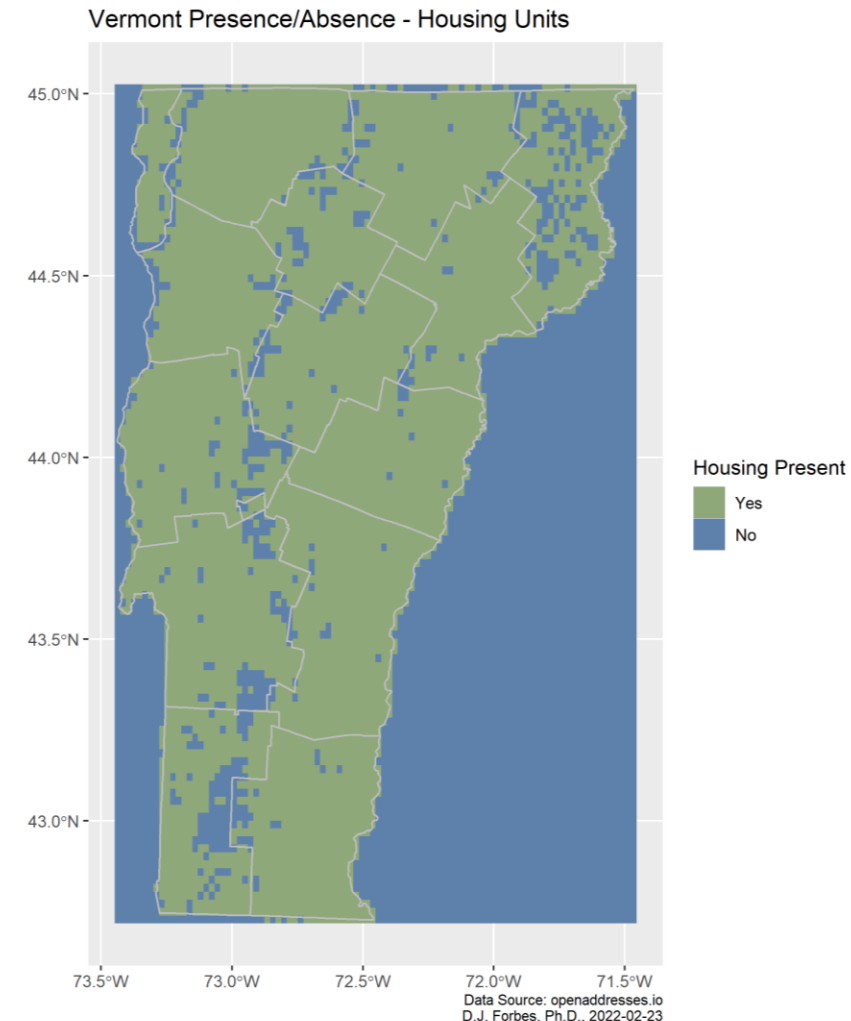 Vermont Presence/Absence - Housing Units
45.0°N
44.5°N
44.0°N
43.5°N
43.0°N
73.5°W 73.0°W 72.5°W 72.0°W 71.5°W
Housing Present
Yes
No
Data Source: openaddresses.io
D.J. Forbes, Ph.D., 2022-02-23